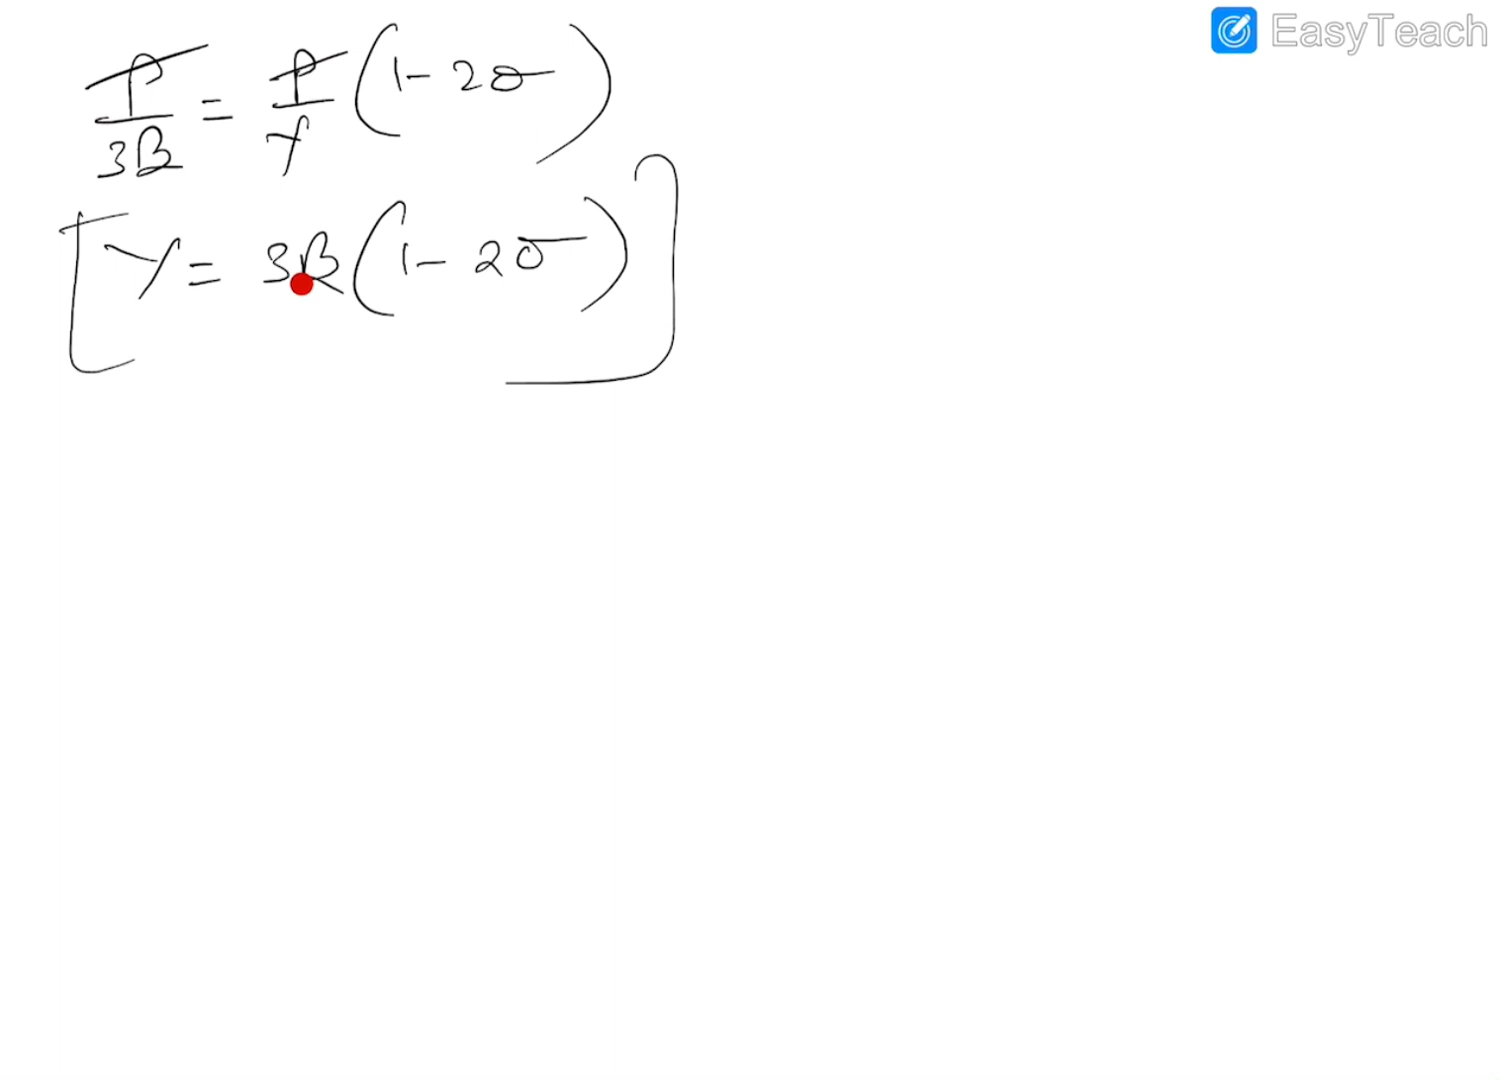 EasyTeach
P/3B = P/Y (1 - 2σ)
Y = 3B (1 - 2σ)